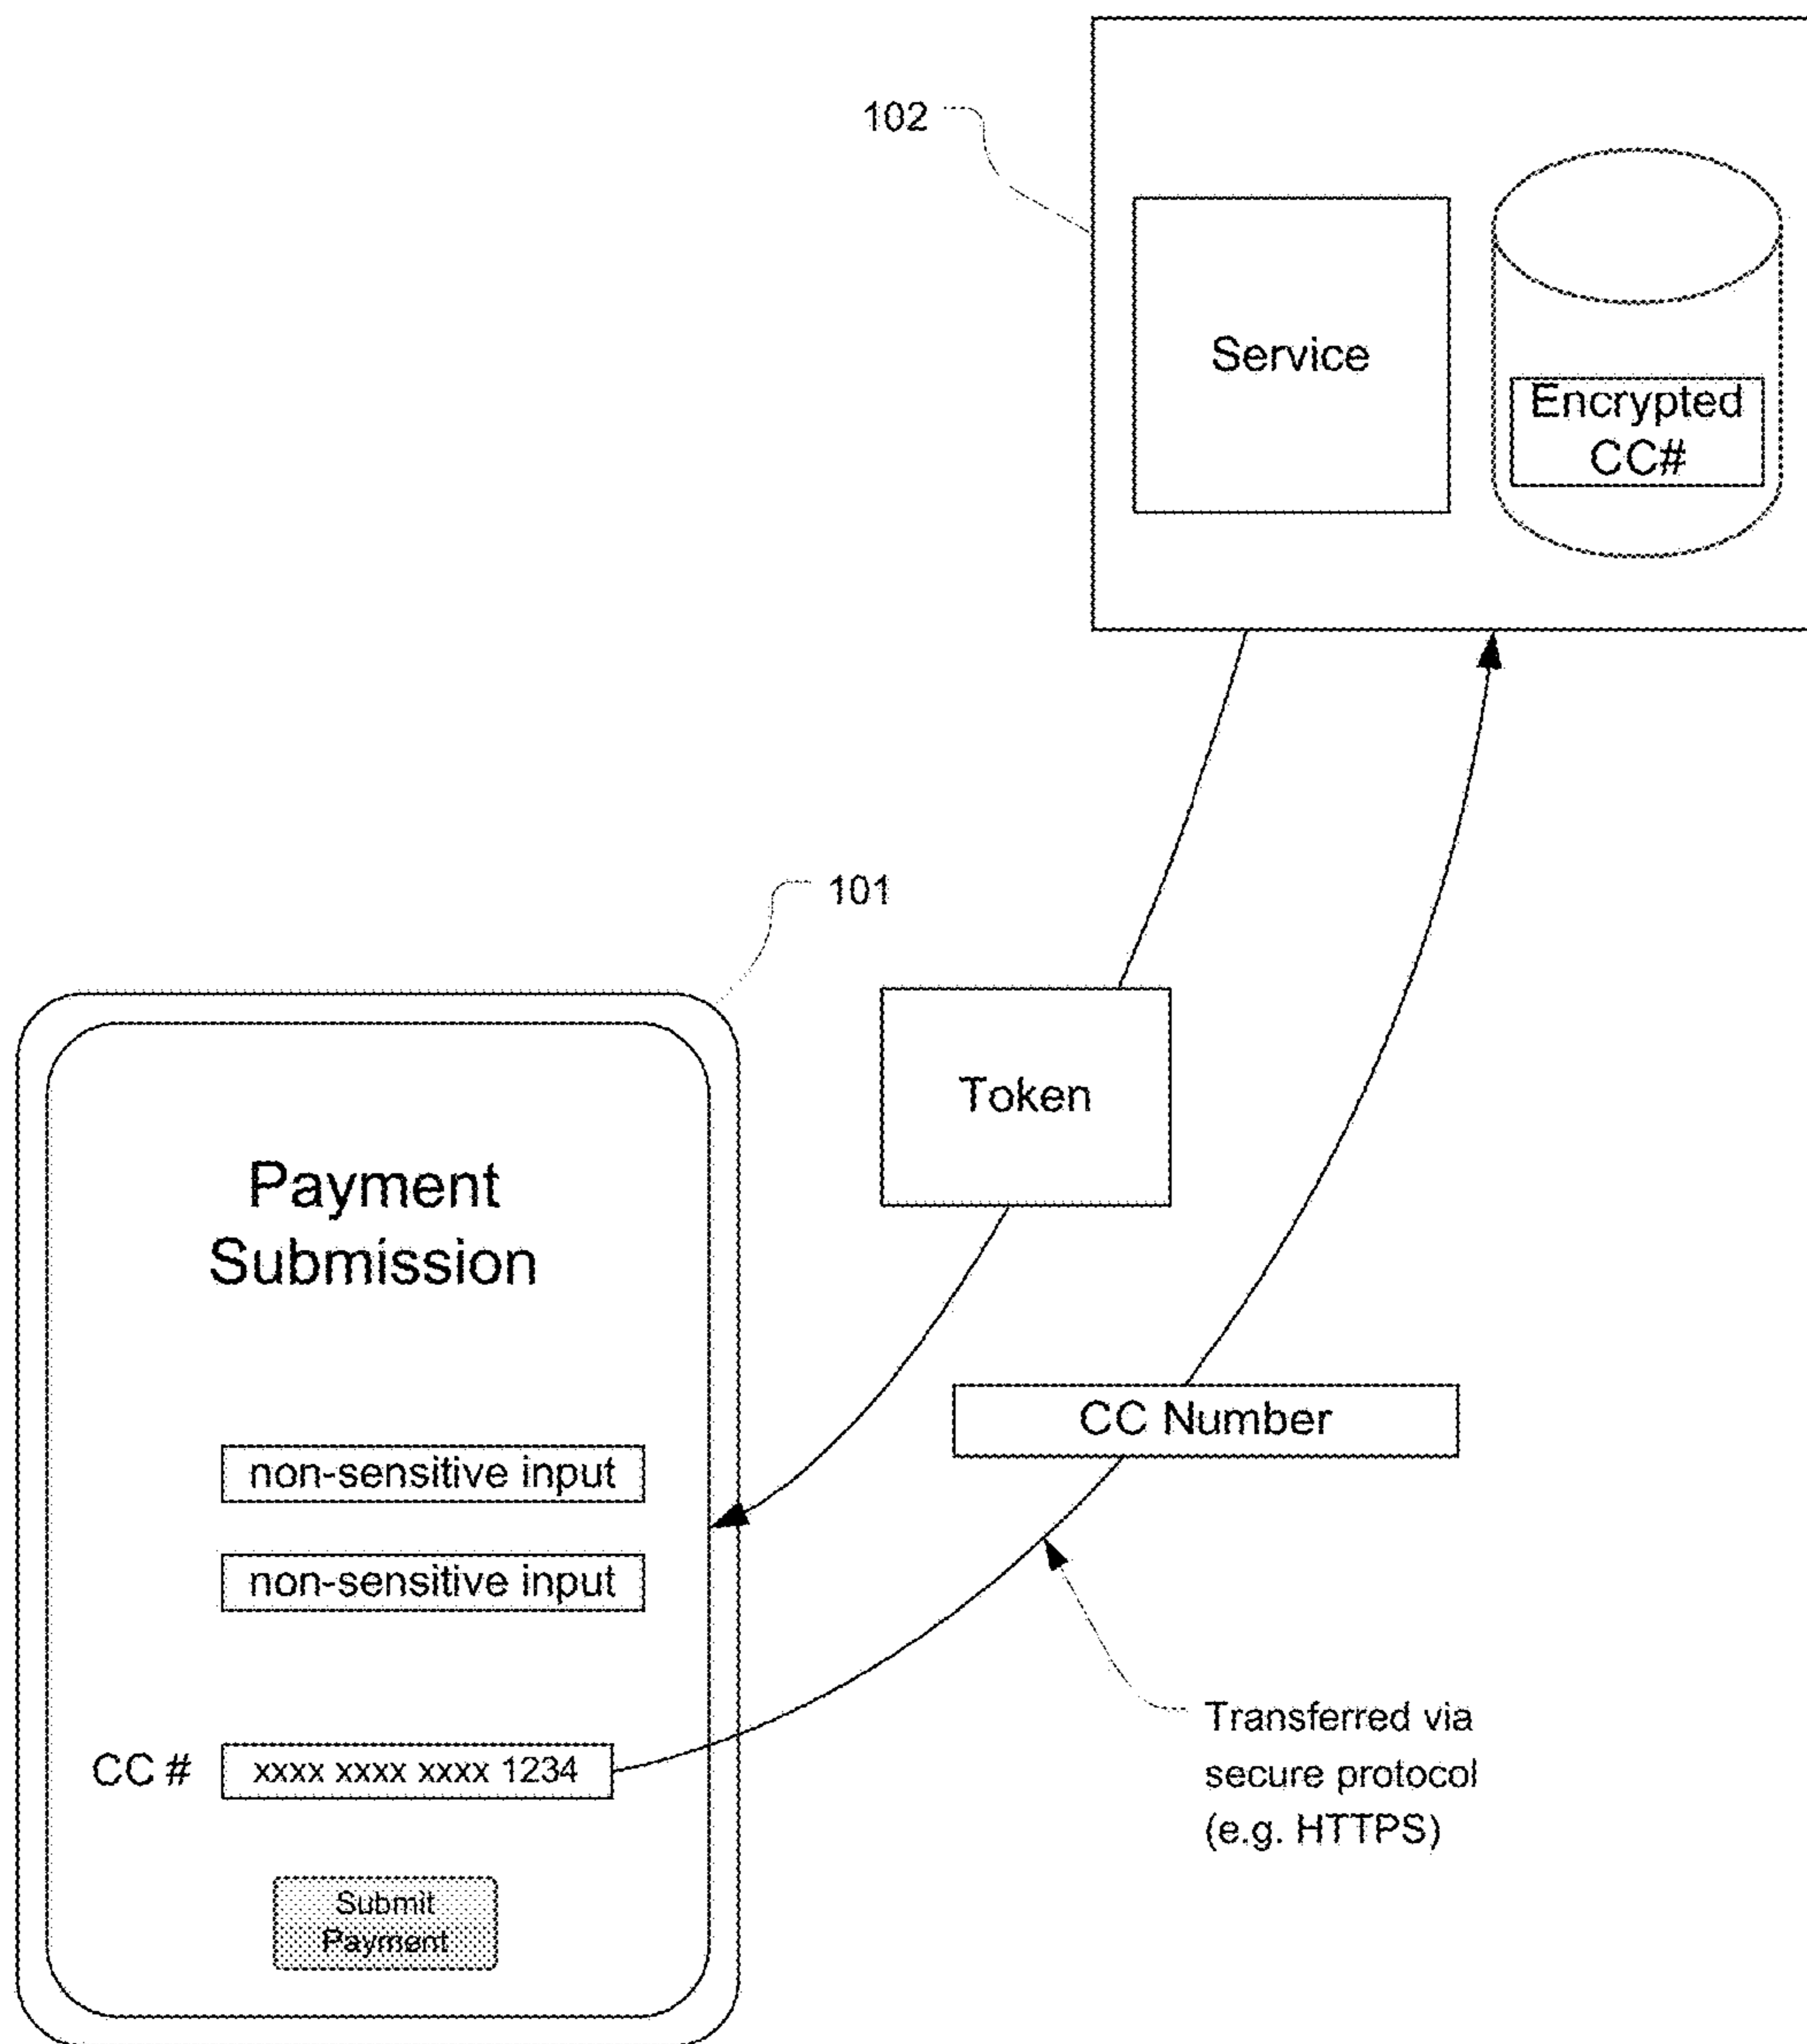 102
Service
Encrypted
CC#
101
Token
Payment
Submission
CC Number
non-sensitive input
non-sensitive input
Transferred via
secure protocol
(e.g. HTTPS)
CC # xxxx xxxx xxxx 1234
Submit
Payment